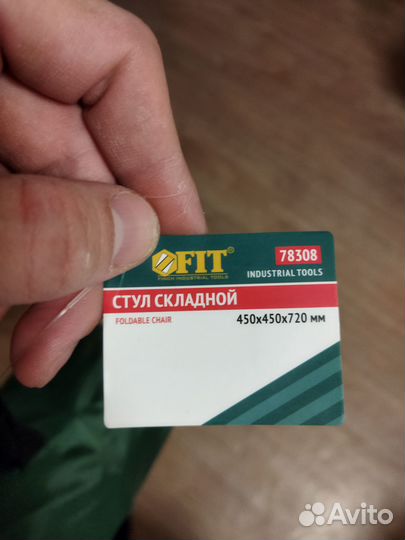 FIT®
FINCH INDUSTRIAL TOOLS
78308
INDUSTRIAL TOOLS
СТУЛ СКЛАДНОЙ
FOLDABLE CHAIR
450x450x720 мм
Avito